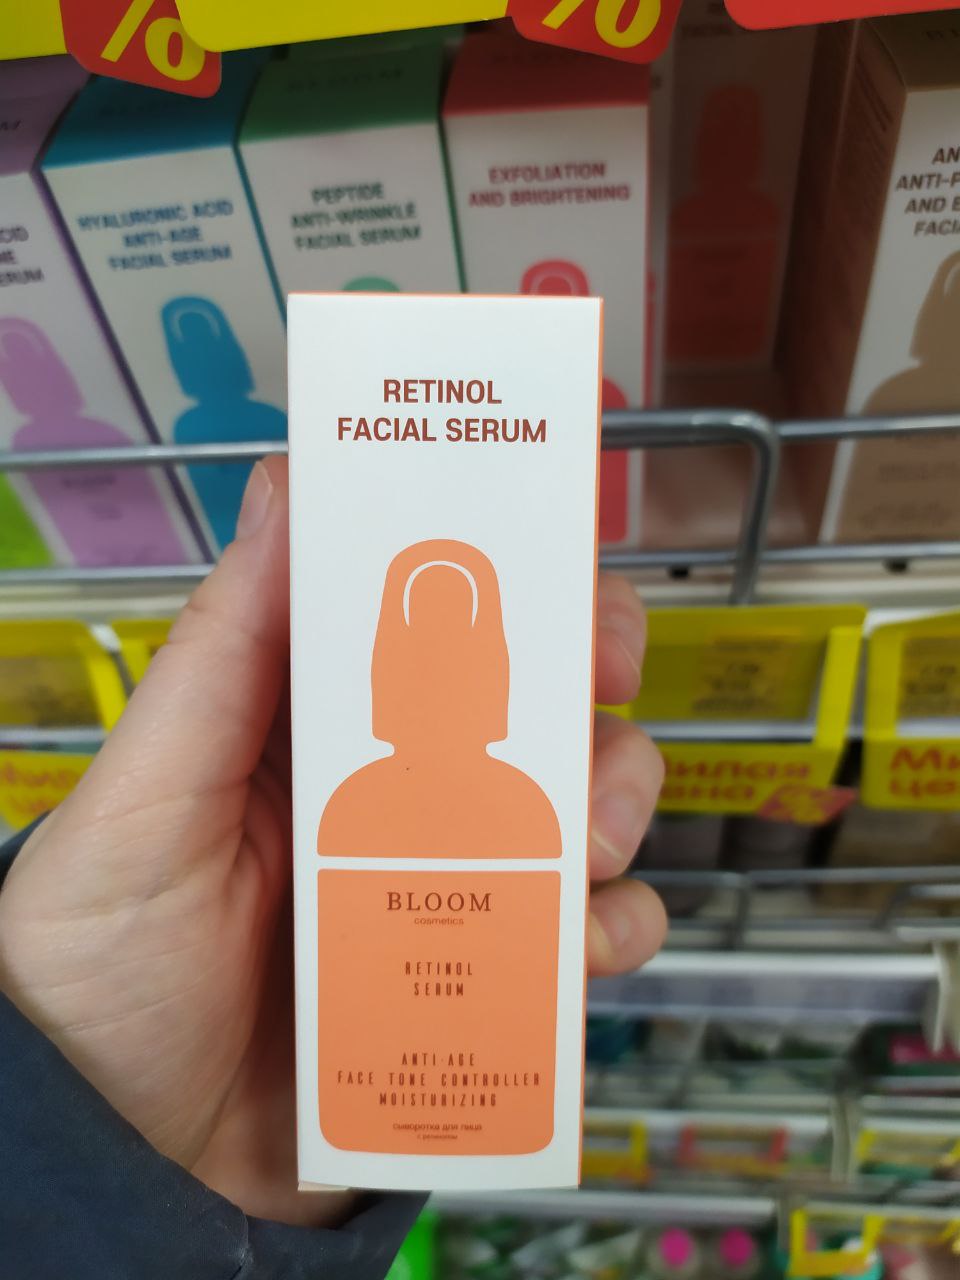 %
%
HYALURONIC ACID
ANTI-AGE
FACIAL SERUM
PEPTIDE
ANTI-WRINKLE
FACIAL SERUM
EXFOLIATION
AND BRIGHTENING
RETINOL
FACIAL SERUM
BLOOM
cosmetics
RETINOL
SERUM
ANTI-AGE
FACE TONE CONTROLLER
MOISTURIZING
сыворотка для лица
с ретинолом